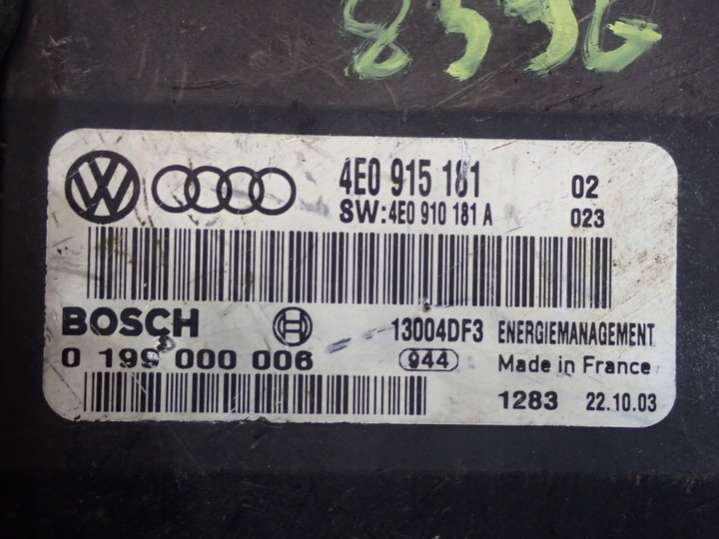 8556
4E0 915 181 02
SW:4E0 910 181 A 023
BOSCH 13004DF3 ENERGIEMANAGEMENT
0 199 000 006 944 Made in France
1283 22.10.03